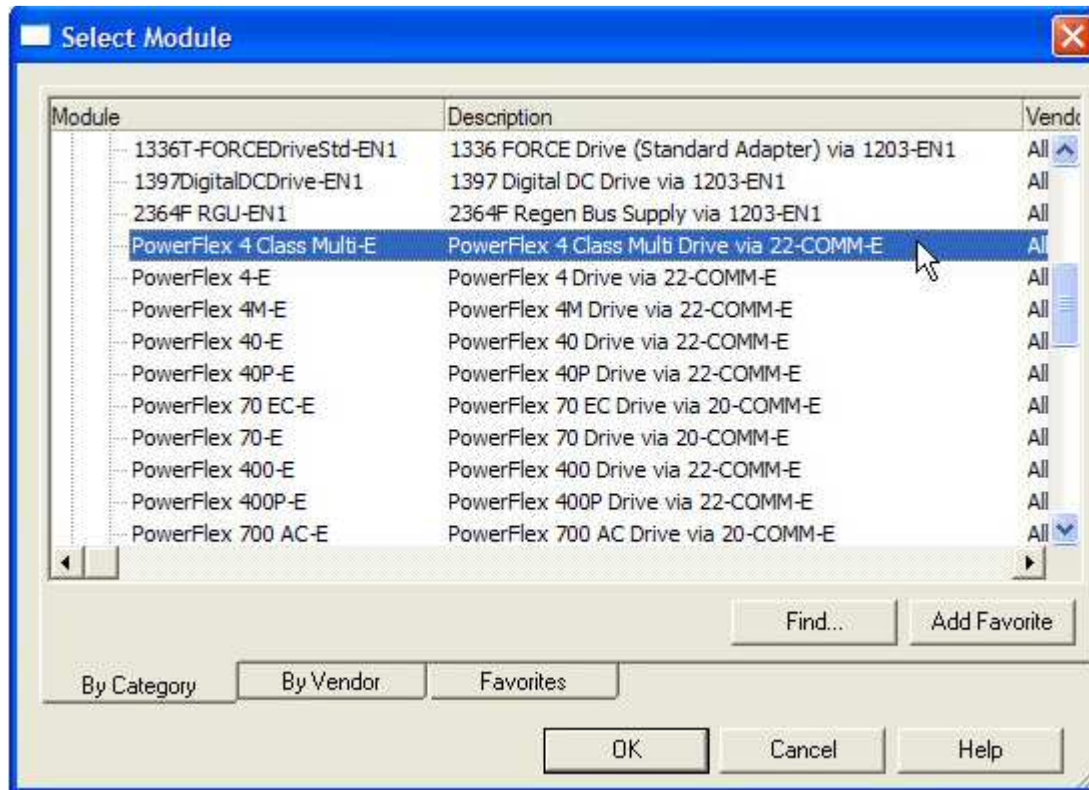 Select Module
Module Description Vend
1336T-FORCEDriveStd-EN1 1336 FORCE Drive (Standard Adapter) via 1203-EN1 All
1397DigitalDCDrive-EN1 1397 Digital DC Drive via 1203-EN1 All
2364F RGU-EN1 2364F Regen Bus Supply via 1203-EN1 All
PowerFlex 4 Class Multi-E PowerFlex 4 Class Multi Drive via 22-COMM-E All
PowerFlex 4-E PowerFlex 4 Drive via 22-COMM-E All
PowerFlex 4M-E PowerFlex 4M Drive via 22-COMM-E All
PowerFlex 40-E PowerFlex 40 Drive via 22-COMM-E All
PowerFlex 40P-E PowerFlex 40P Drive via 22-COMM-E All
PowerFlex 70 EC-E PowerFlex 70 EC Drive via 20-COMM-E All
PowerFlex 70-E PowerFlex 70 Drive via 20-COMM-E All
PowerFlex 400-E PowerFlex 400 Drive via 22-COMM-E All
PowerFlex 400P-E PowerFlex 400P Drive via 22-COMM-E All
PowerFlex 700 AC-E PowerFlex 700 AC Drive via 20-COMM-E All
Find... Add Favorite
By Category By Vendor Favorites
OK Cancel Help